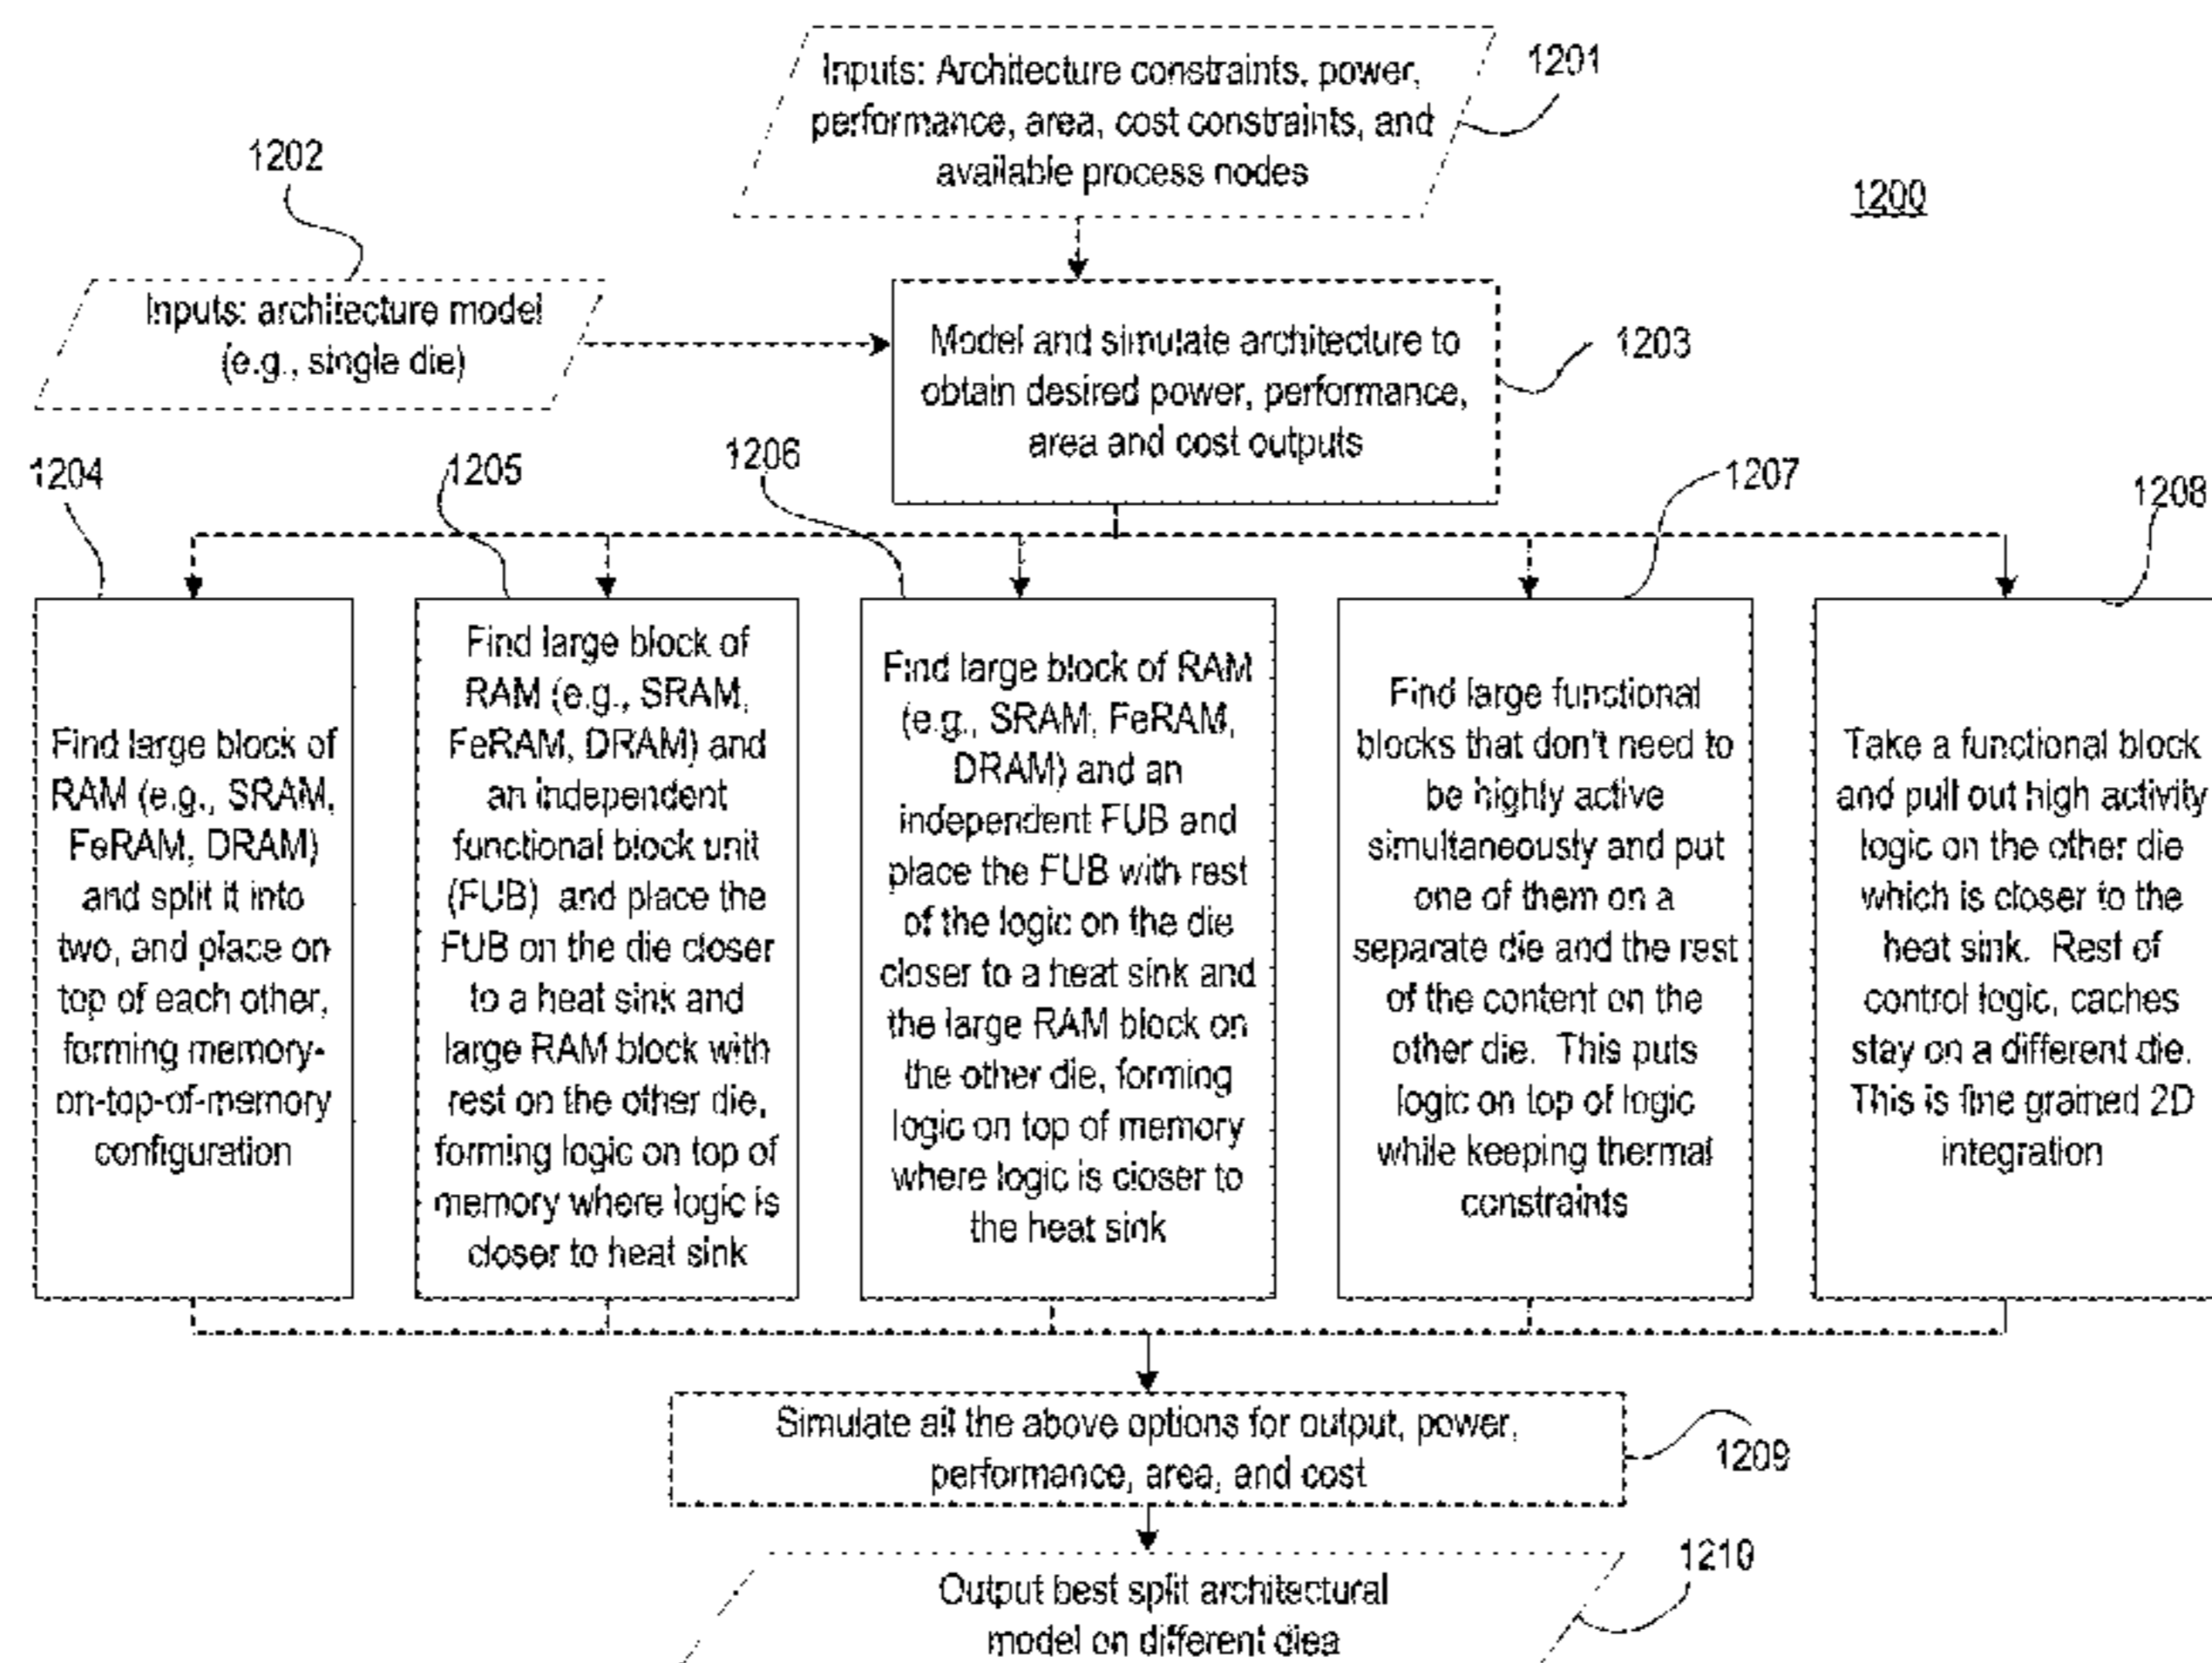 Inputs: Architecture constraints, power,
performance, area, cost constraints, and
available process nodes
1201
1202
1200
Inputs: architecture model
(e.g., single die)
Model and simulate architecture to
obtain desired power, performance,
area and cost outputs
1203
1204
1205
1206
1207
1208
Find large block of
RAM (e.g., SRAM,
FeRAM, DRAM)
and split it into
two, and place on
top of each other,
forming memory-
on-top-of-memory
configuration
Find large block of
RAM (e.g., SRAM,
FeRAM, DRAM) and
an independent
functional block unit
(FUB) and place the
FUB on the die closer
to a heat sink and
large RAM block with
rest on the other die,
forming logic on top of
memory where logic is
closer to heat sink
Find large block of RAM
(e.g., SRAM, FeRAM,
DRAM) and an
independent FUB and
place the FUB with rest
of the logic on the die
closer to a heat sink and
the large RAM block on
the other die, forming
logic on top of memory
where logic is closer to
the heat sink
Find large functional
blocks that don't need to
be highly active
simultaneously and put
one of them on a
separate die and the rest
of the content on the
other die. This puts
logic on top of logic
while keeping thermal
constraints
Take a functional block
and pull out high activity
logic on the other die
which is closer to the
heat sink. Rest of
control logic, caches
stay on a different die.
This is fine grained 2D
integration
Simulate all the above options for output, power,
performance, area, and cost
1209
Output best split architectural
model on different diea
1210